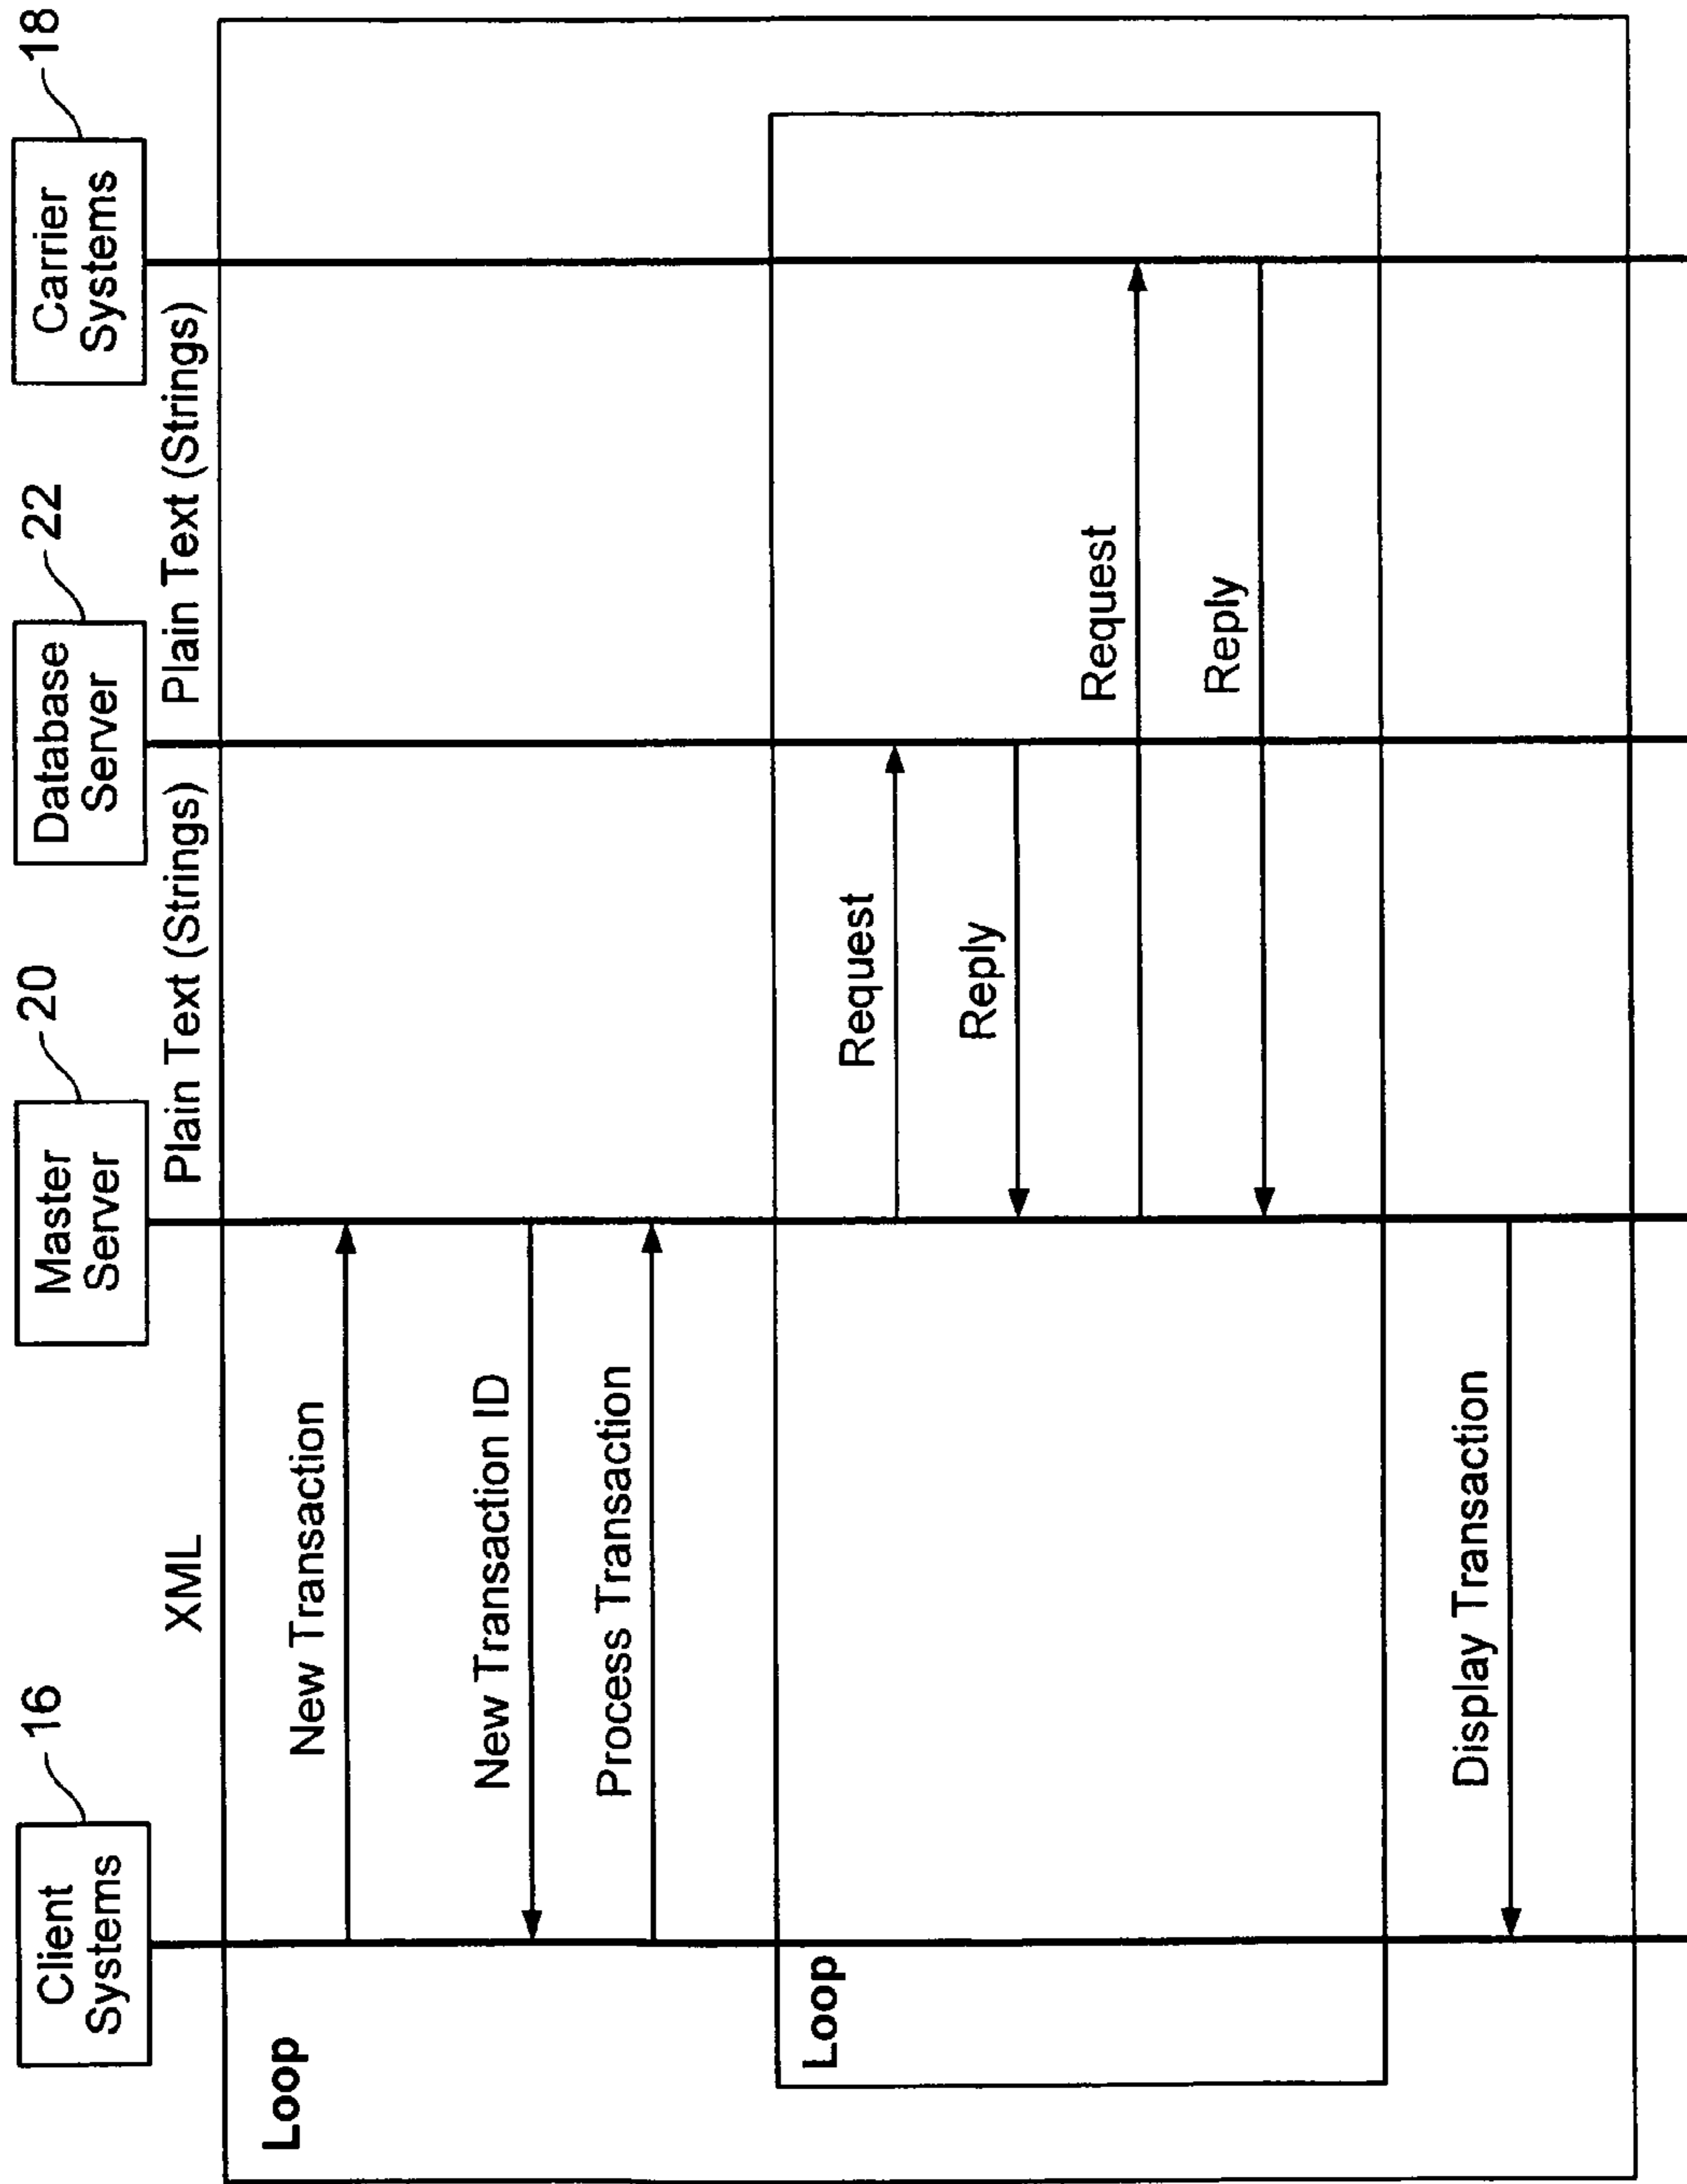 Client
Systems
16
Master
Server
20
Database
Server
22
Carrier
Systems
18
XML
Plain Text (Strings)
Plain Text (Strings)
Loop
New Transaction
New Transaction ID
Process Transaction
Loop
Request
Reply
Request
Reply
Display Transaction